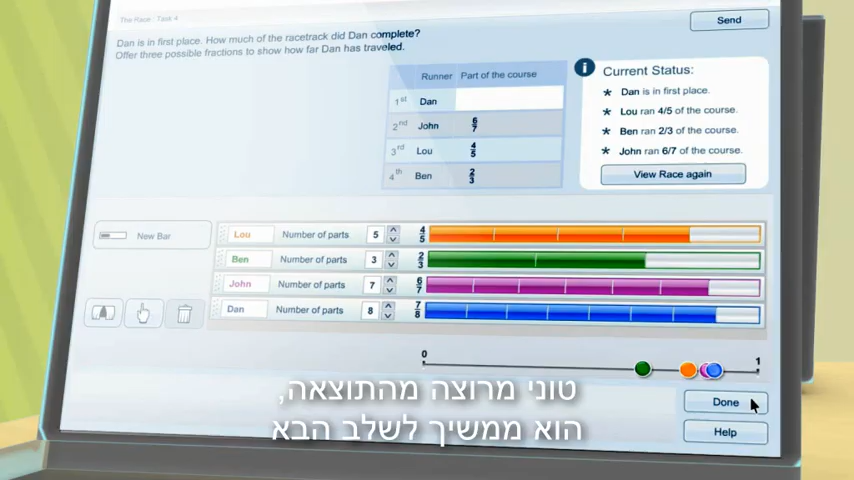 The Race : Task 4
Send
Dan is in first place. How much of the racetrack did Dan complete?
Offer three possible fractions to show how far Dan has traveled.
Runner Part of the course
1st Dan
2nd John 6/7
3rd Lou 4/5
4th Ben 2/3
i Current Status:
* Dan is in first place.
* Lou ran 4/5 of the course.
* Ben ran 2/3 of the course.
* John ran 6/7 of the course.
View Race again
New Bar
Lou Number of parts 5 4/5
Ben Number of parts 3 2/3
John Number of parts 7 6/7
Dan Number of parts 8 7/8
0 1
Done
Help
טוני מרוצה מהתוצאה,
הוא ממשיך לשלב הבא